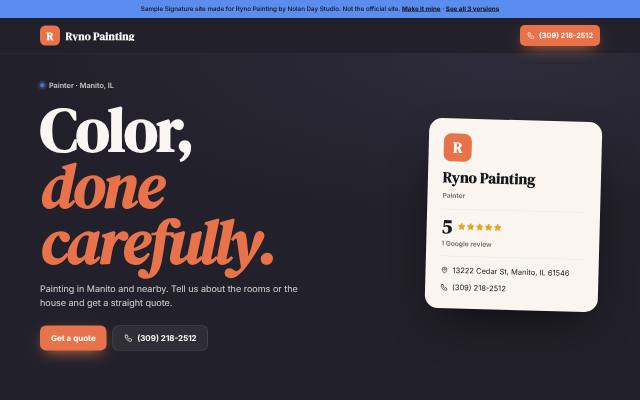 Sample Signature site made for Ryno Painting by Nolan Day Studio. Not the official site. Make it mine · See all 3 versions
R Ryno Painting
(309) 218-2512
Painter · Manito, IL
Color,
done
carefully.
Painting in Manito and nearby. Tell us about the rooms or the
house and get a straight quote.
Get a quote
(309) 218-2512
R
Ryno Painting
Painter
5
1 Google review
13222 Cedar St, Manito, IL 61546
(309) 218-2512